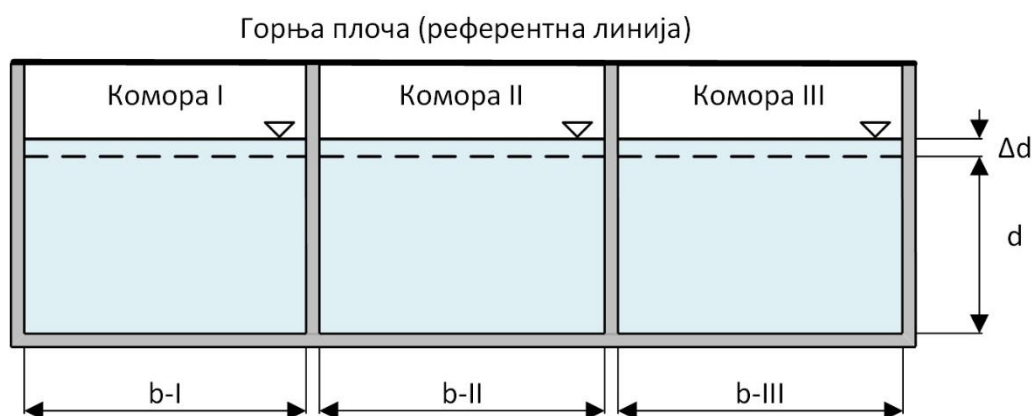 Горња плоча (референтна линија)
Комора I
Комора II
Комора III
Δd
d
b-I
b-II
b-III